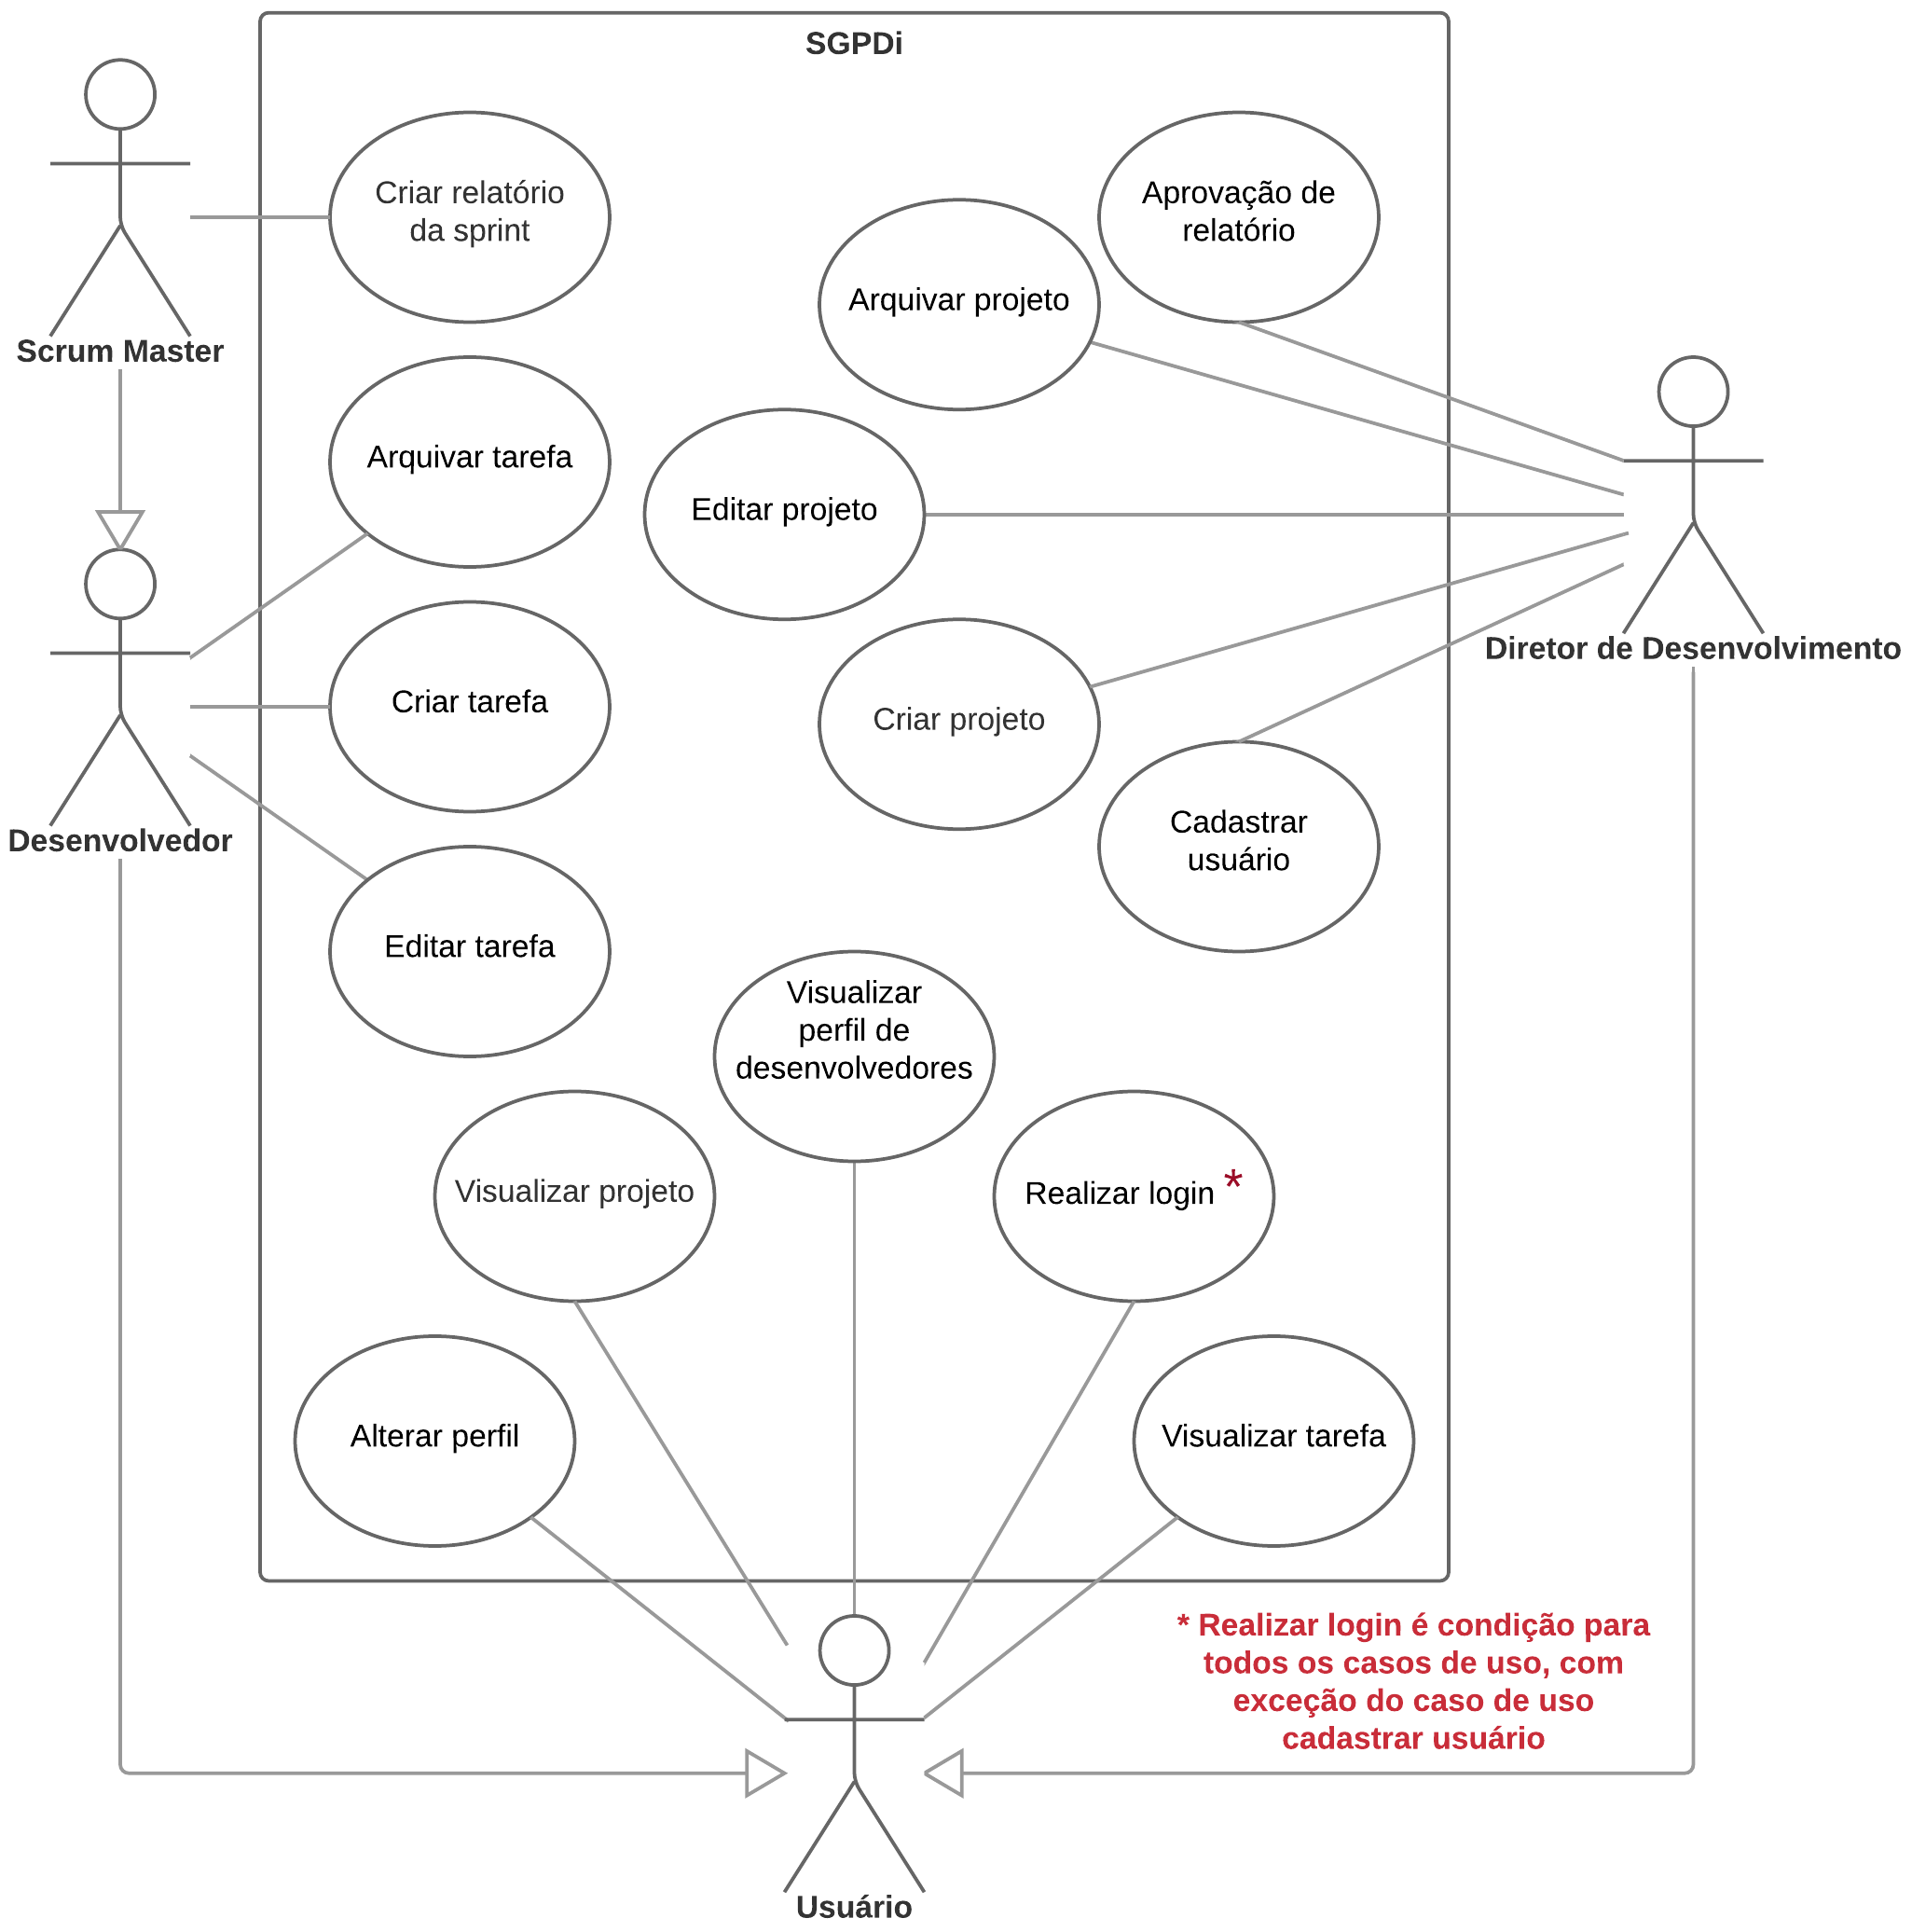 SGPDi
Criar relatório
da sprint
Aprovação de
relatório
Arquivar projeto
Scrum Master
Arquivar tarefa
Editar projeto
Diretor de Desenvolvimento
Criar tarefa
Criar projeto
Desenvolvedor
Cadastrar
usuário
Editar tarefa
Visualizar
perfil de
desenvolvedores
Visualizar projeto
Realizar login *
Alterar perfil
Visualizar tarefa
* Realizar login é condição para
todos os casos de uso, com
exceção do caso de uso
cadastrar usuário
Usuário